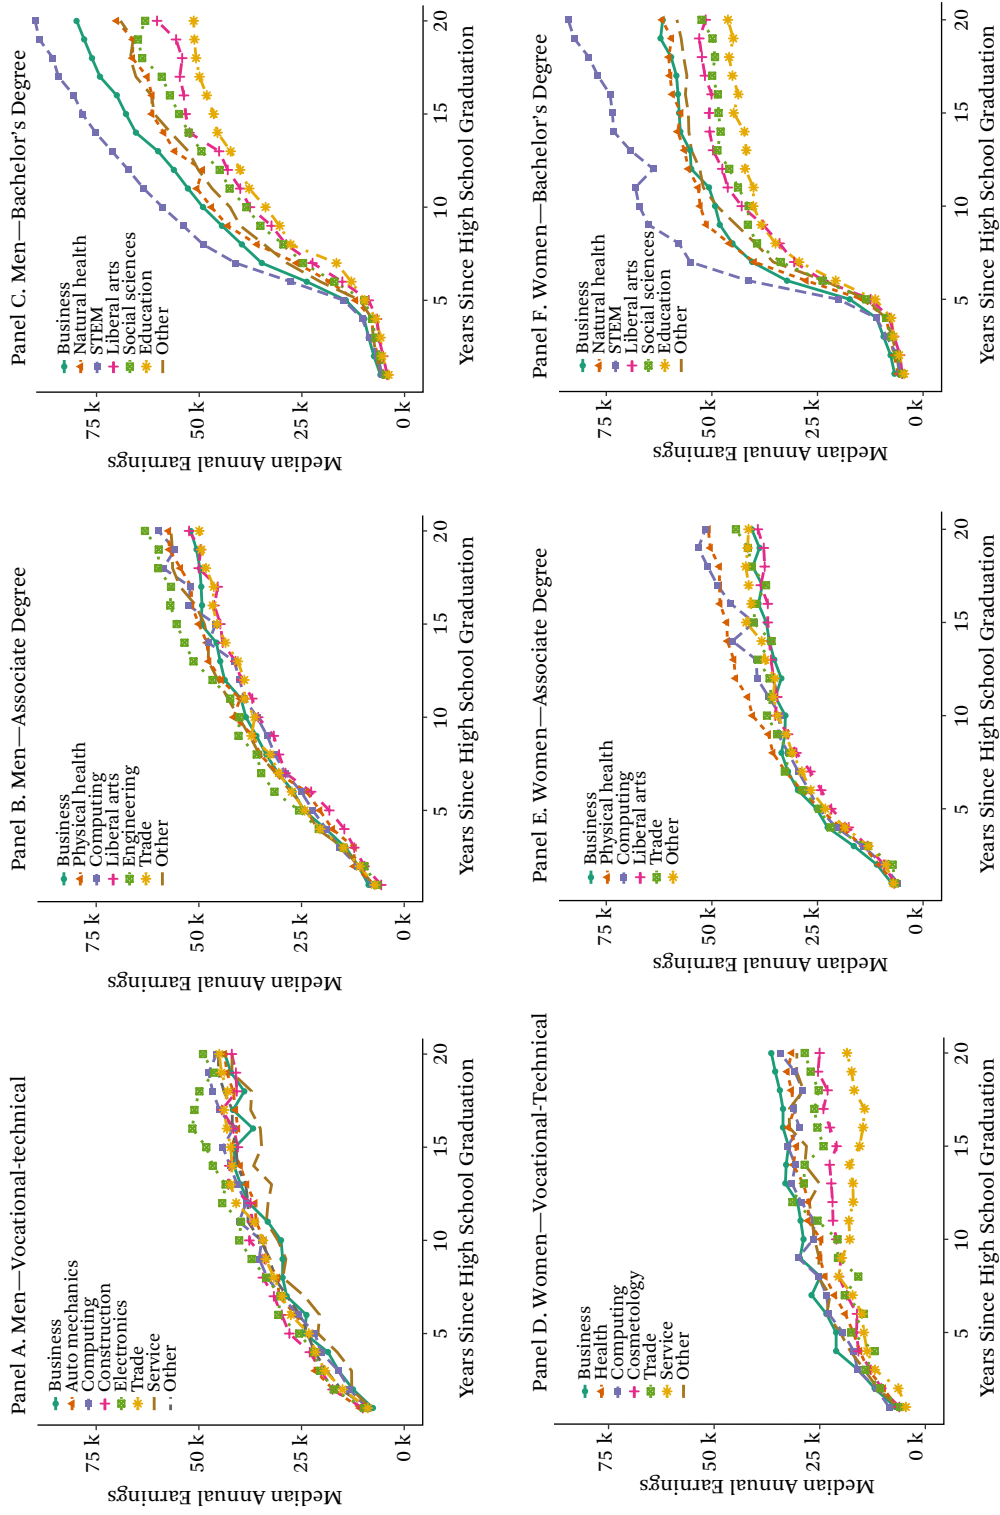 Panel A. Men—Vocational-technical
Median Annual Earnings
75 k
50 k
25 k
0 k
Business
Auto mechanics
Computing
Construction
Electronics
Trade
Service
Other
5
10
15
20
Years Since High School Graduation
Panel B. Men—Associate Degree
Median Annual Earnings
75 k
50 k
25 k
0 k
Business
Physical health
Computing
Liberal arts
Engineering
Trade
Other
5
10
15
20
Years Since High School Graduation
Panel C. Men—Bachelor's Degree
Median Annual Earnings
75 k
50 k
25 k
0 k
Business
Natural health
STEM
Liberal arts
Social sciences
Education
Other
5
10
15
20
Years Since High School Graduation
Panel D. Women—Vocational-Technical
Median Annual Earnings
75 k
50 k
25 k
0 k
Business
Health
Computing
Cosmetology
Trade
Service
Other
5
10
15
20
Years Since High School Graduation
Panel E. Women—Associate Degree
Median Annual Earnings
75 k
50 k
25 k
0 k
Business
Physical health
Computing
Liberal arts
Trade
Other
5
10
15
20
Years Since High School Graduation
Panel F. Women—Bachelor's Degree
Median Annual Earnings
75 k
50 k
25 k
0 k
Business
Natural health
STEM
Liberal arts
Social sciences
Education
Other
5
10
15
20
Years Since High School Graduation